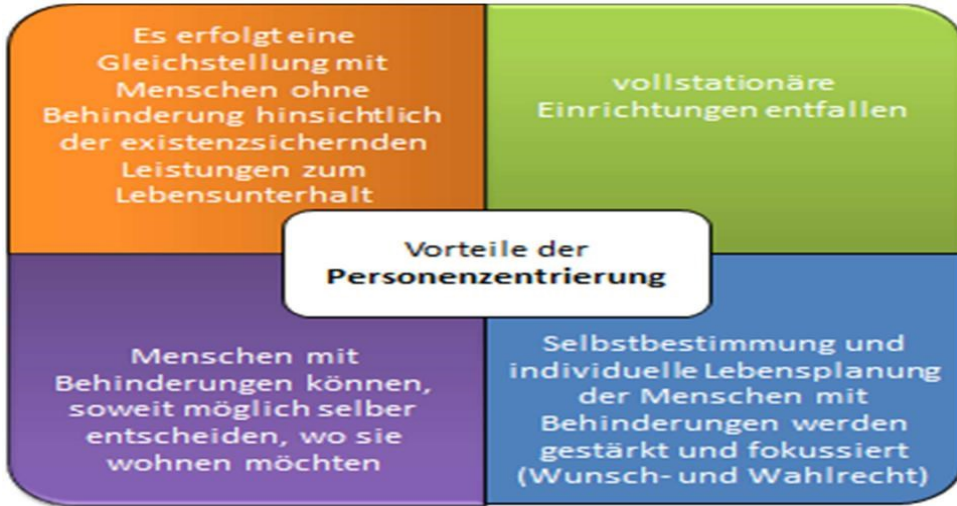 Es erfolgt eine
Gleichstellung mit
Menschen ohne
Behinderung hinsichtlich
der existenzsichernden
Leistungen zum
Lebensunterhalt
vollstationäre
Einrichtungen entfallen
Vorteile der
Personenzentrierung
Menschen mit
Behinderungen können,
soweit möglich selber
entscheiden, wo sie
wohnen möchten
Selbstbestimmung und
individuelle Lebensplanung
der Menschen mit
Behinderungen werden
gestärkt und fokussiert
(Wunsch- und Wahlrecht)